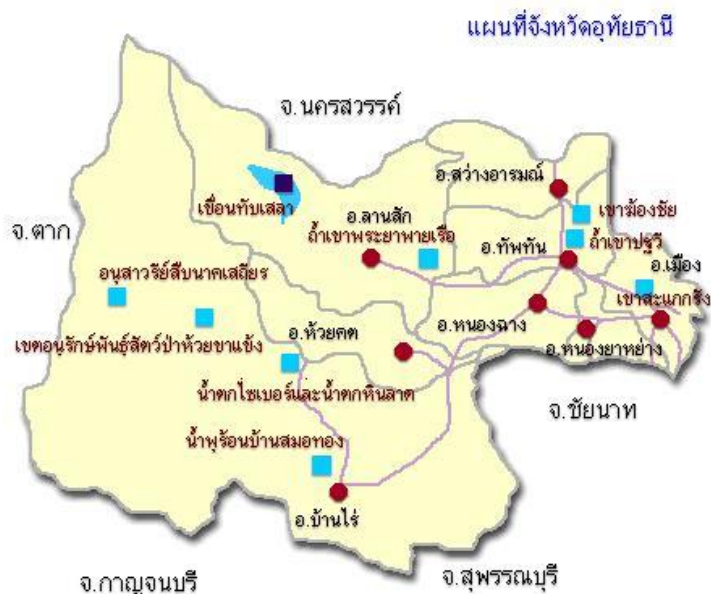 แผนที่จังหวัดอุทัยธานี
จ.นครสวรรค์
อ.สว่างอารมณ์
เขื่อนทับเสลา
อ.ลานสัก
เขาฆ้องชัย
จ.ตาก
ถ้ำเขาพระยาพายเรือ
อ.ทัพทัน
ถ้ำเขาปฐวี
อ.เมือง
อนุสาวรีย์สืบนาคเสถียร
เขาสะแกกรัง
อ.ห้วยคต
อ.หนองฉาง
เขตอนุรักษ์พันธุ์สัตว์ป่าห้วยขาแข้ง
อ.หนองยาหย่าง
น้ำตกไซเบอร์และน้ำตกหินลาด
จ.ชัยนาท
น้ำพุร้อนบ้านสมอทอง
อ.บ้านไร่
จ.กาญจนบุรี
จ.สุพรรณบุรี